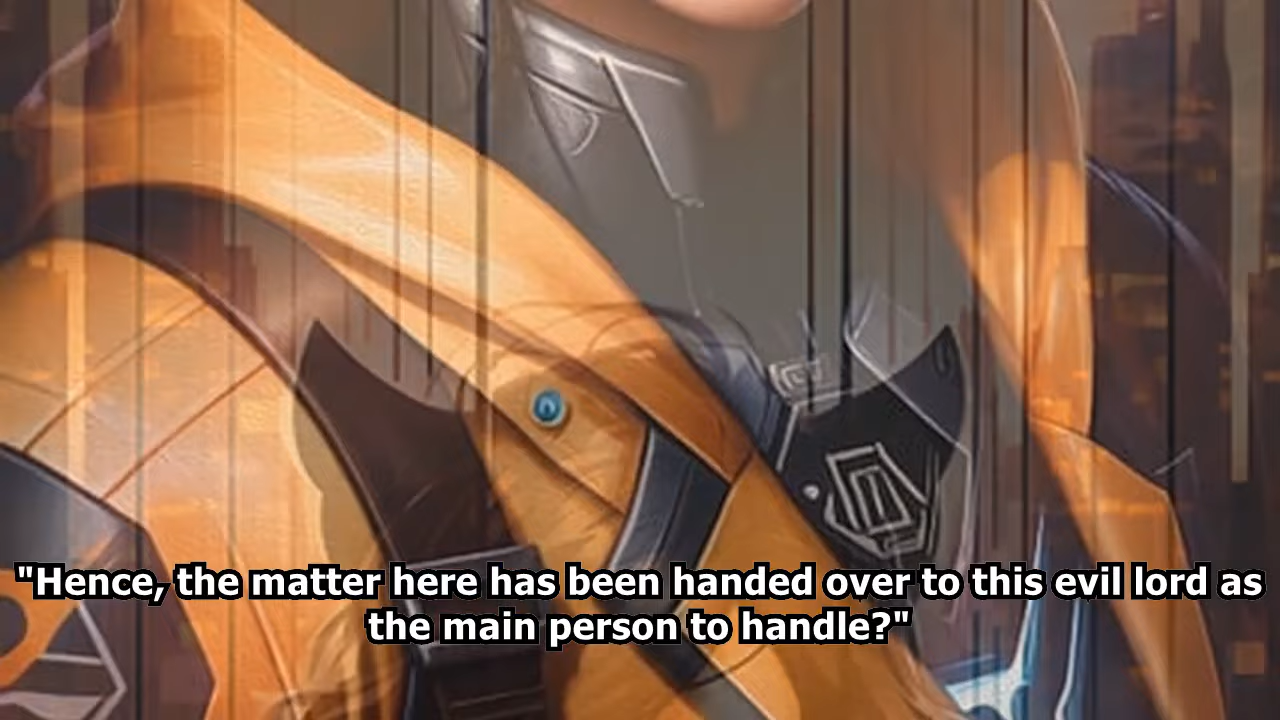 "Hence, the matter here has been handed over to this evil lord as
the main person to handle?"